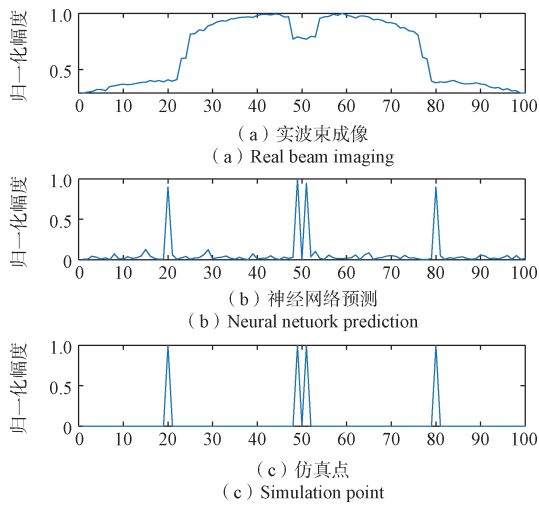 归一化幅度
1.0
0.5
0 10 20 30 40 50 60 70 80 90 100
（a）实波束成像
（a）Real beam imaging
归一化幅度
1.0
0.5
0
0 10 20 30 40 50 60 70 80 90 100
（b）神经网络预测
（b）Neural netuork prediction
归一化幅度
1.0
0.5
0
0 10 20 30 40 50 60 70 80 90 100
（c）仿真点
（c）Simulation point